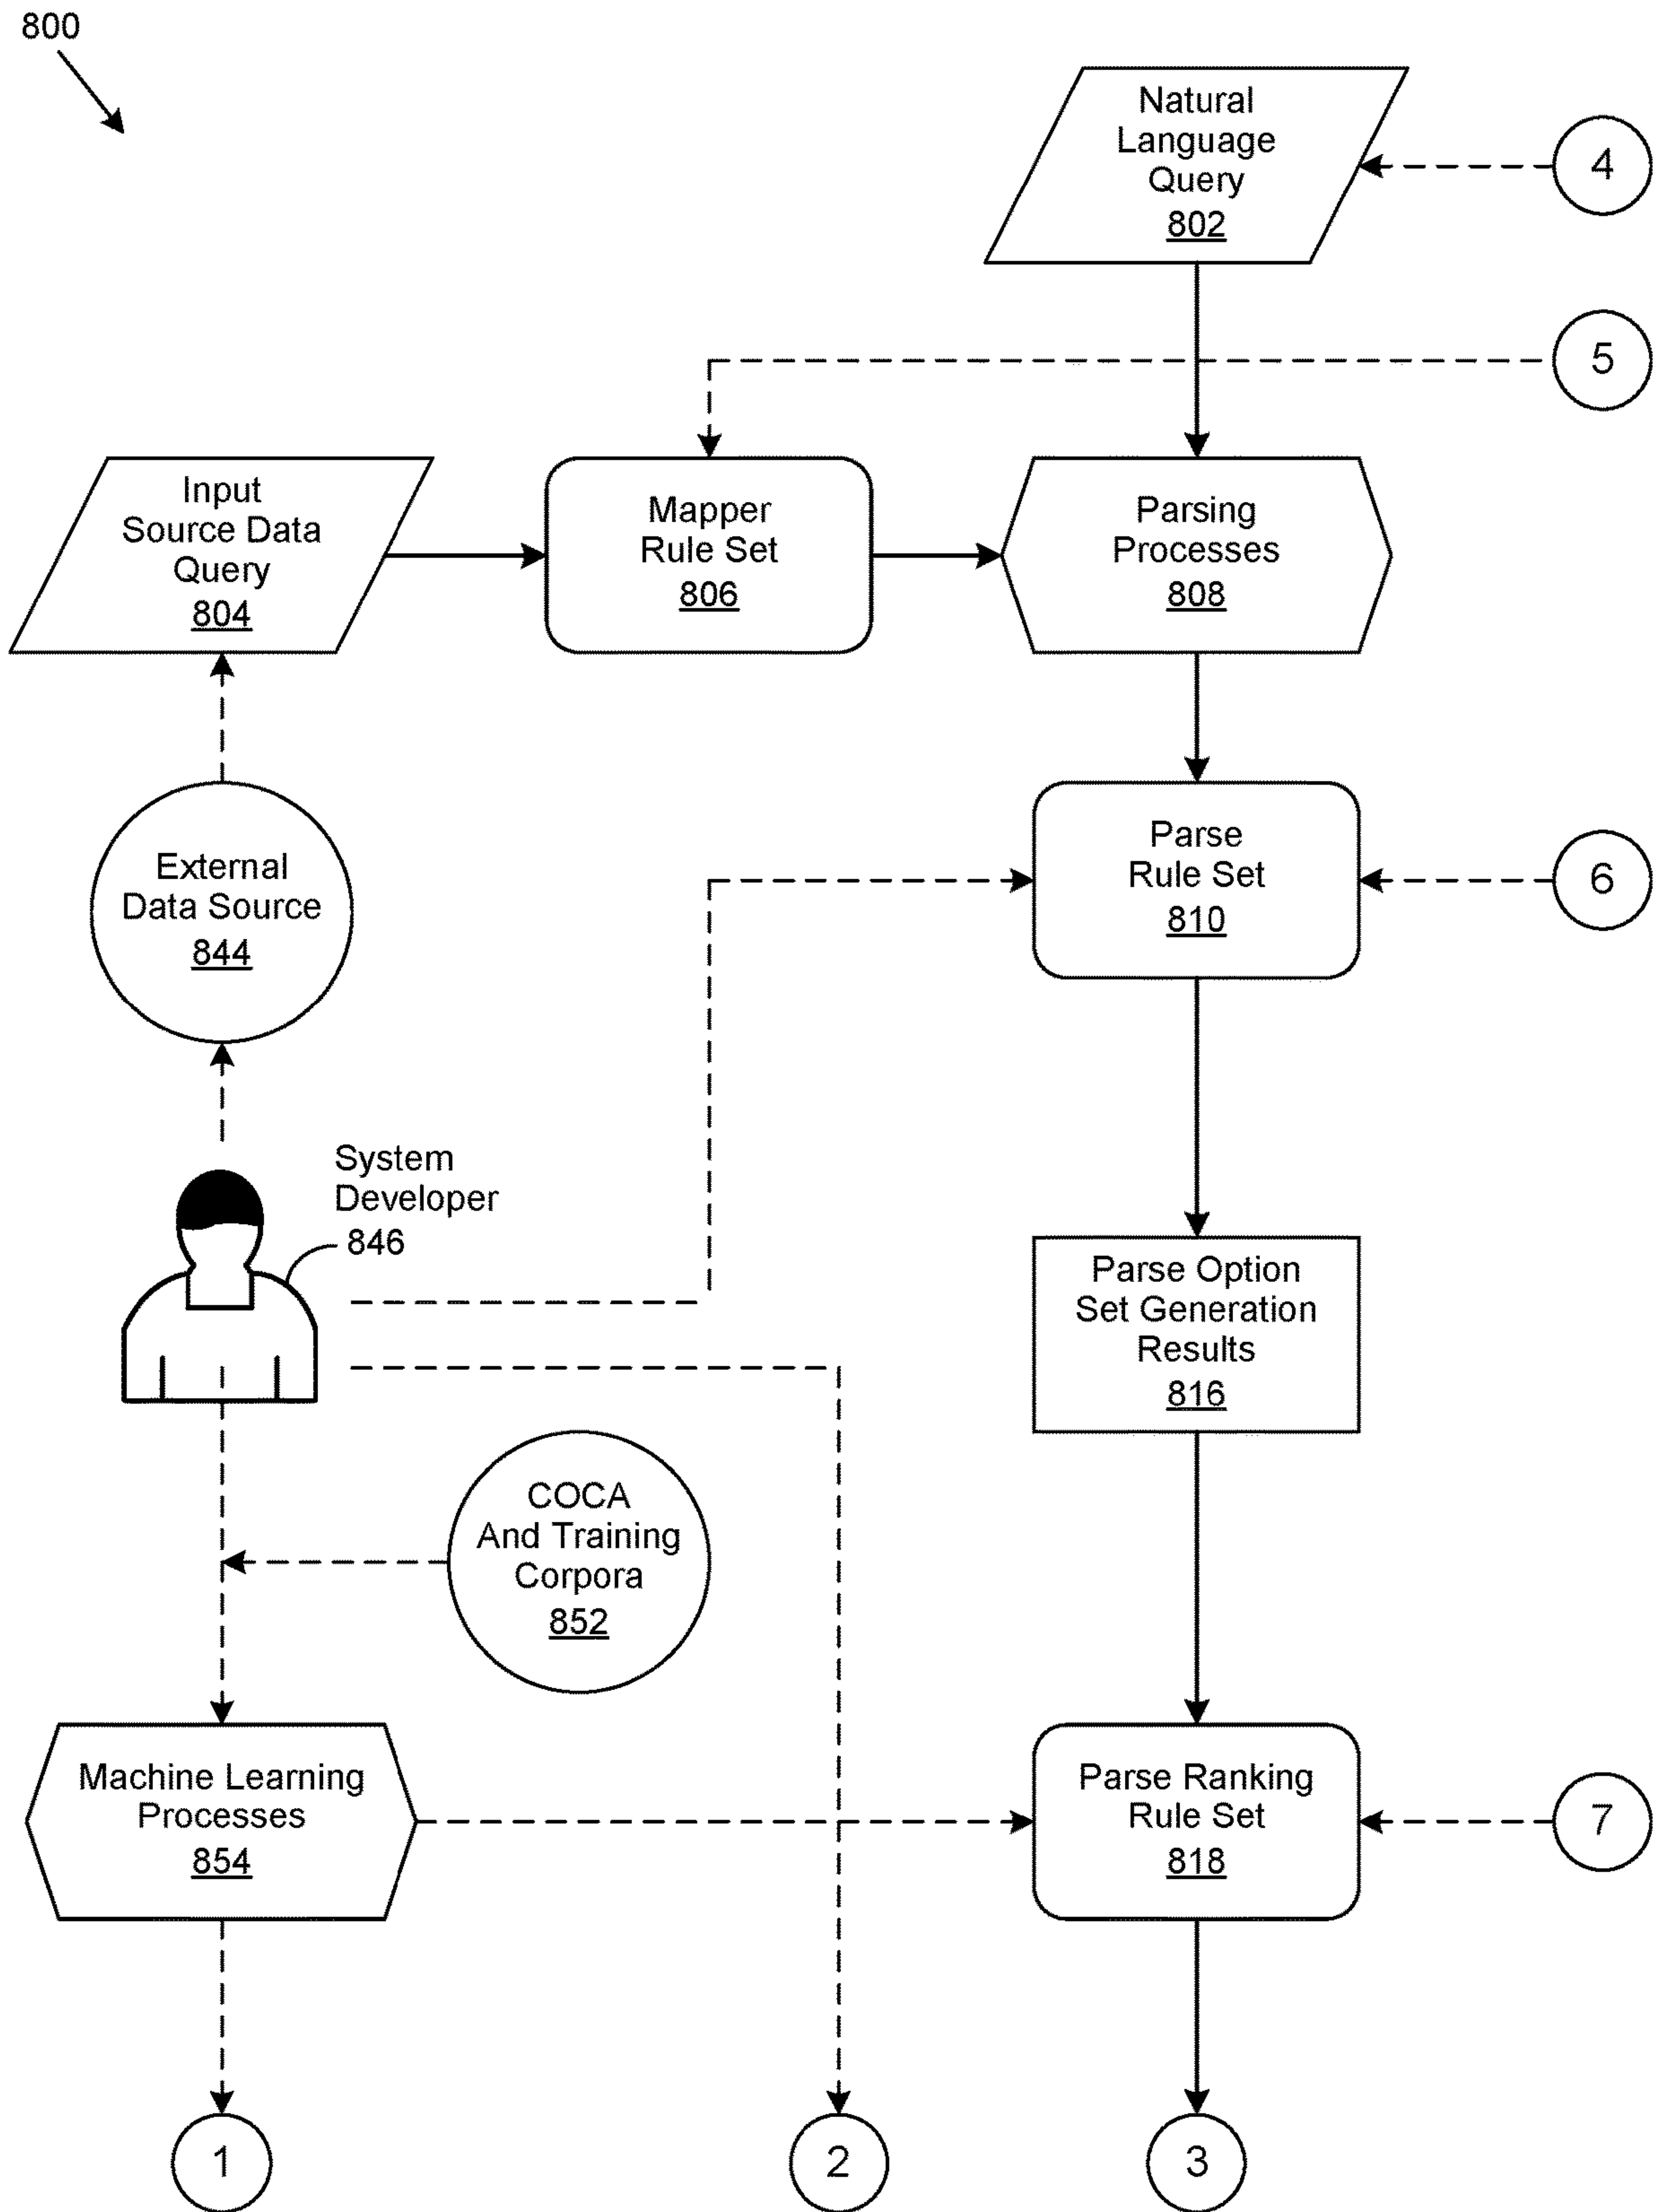 800
Natural
Language
Query
802
4
5
Input
Source Data
Query
804
Mapper
Rule Set
806
Parsing
Processes
808
External
Data Source
844
Parse
Rule Set
810
6
System
Developer
846
Parse Option
Set Generation
Results
816
COCA
And Training
Corpora
852
Machine Learning
Processes
854
Parse Ranking
Rule Set
818
7
1
2
3